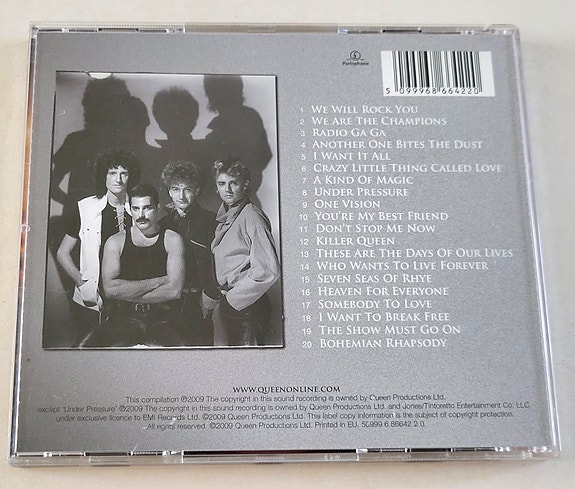 Parlophone
5 099968 664220
1 WE WILL ROCK YOU
2 WE ARE THE CHAMPIONS
3 RADIO GA GA
4 ANOTHER ONE BITES THE DUST
5 I WANT IT ALL
6 CRAZY LITTLE THING CALLED LOVE
7 A KIND OF MAGIC
8 UNDER PRESSURE
9 ONE VISION
10 YOU'RE MY BEST FRIEND
11 DON'T STOP ME NOW
12 KILLER QUEEN
13 THESE ARE THE DAYS OF OUR LIVES
14 WHO WANTS TO LIVE FOREVER
15 SEVEN SEAS OF RHYE
16 HEAVEN FOR EVERYONE
17 SOMEBODY TO LOVE
18 I WANT TO BREAK FREE
19 THE SHOW MUST GO ON
20 BOHEMIAN RHAPSODY
WWW.QUEENONLINE.COM
This compilation ℗2009 The copyright in this sound recording is owned by Queen Productions Ltd.
except 'Under Pressure' ℗2009 The copyright in this sound recording is owned by Queen Productions Ltd. and Jones/Tintoretto Entertainment Co. LLC.
under exclusive licence to EMI Records Ltd. ©2009 Queen Productions Ltd. This label copy information is the subject of copyright protection.
All rights reserved. ©2009 Queen Productions Ltd. Printed in EU. 50999 6 86642 2 0.